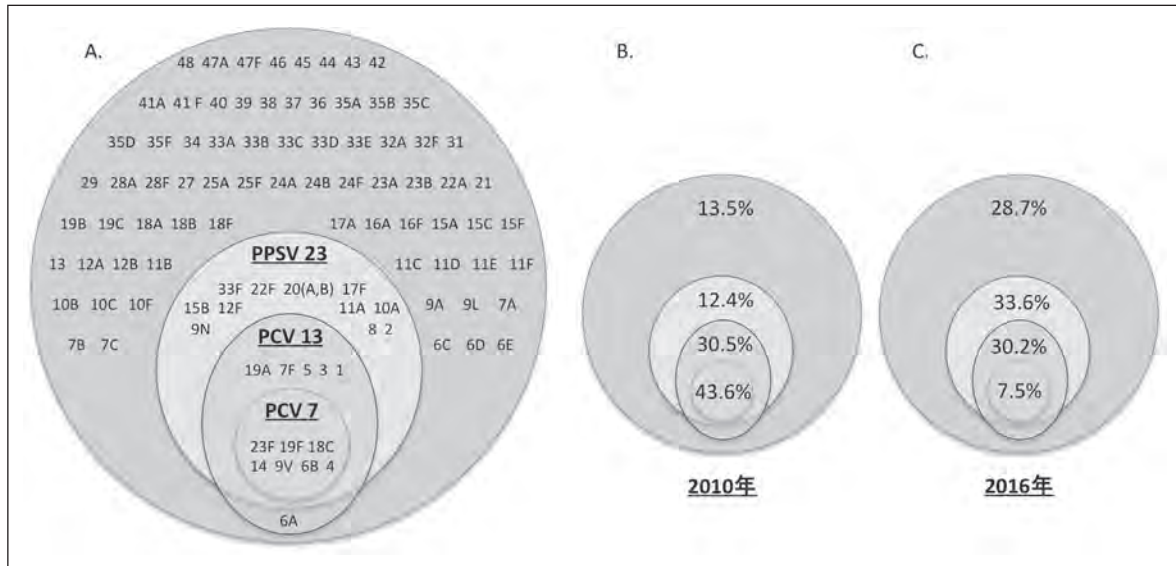 A.
48 47A 47F 46 45 44 43 42
41A 41 F 40 39 38 37 36 35A 35B 35C
35D 35F 34 33A 33B 33C 33D 33E 32A 32F 31
29 28A 28F 27 25A 25F 24A 24B 24F 23A 23B 22A 21
19B 19C 18A 18B 18F 17A 16A 16F 15A 15C 15F
PPSV 23
13 12A 12B 11B 11C 11D 11E 11F
33F 22F 20(A,B) 17F
10B 10C 10F 15B 12F 11A 10A 9A 9L 7A
9N 8 2
PCV 13
7B 7C 6C 6D 6E
19A 7F 5 3 1
PCV 7
23F 19F 18C
14 9V 6B 4
6A
B.
13.5%
12.4%
30.5%
43.6%
2010年
C.
28.7%
33.6%
30.2%
7.5%
2016年